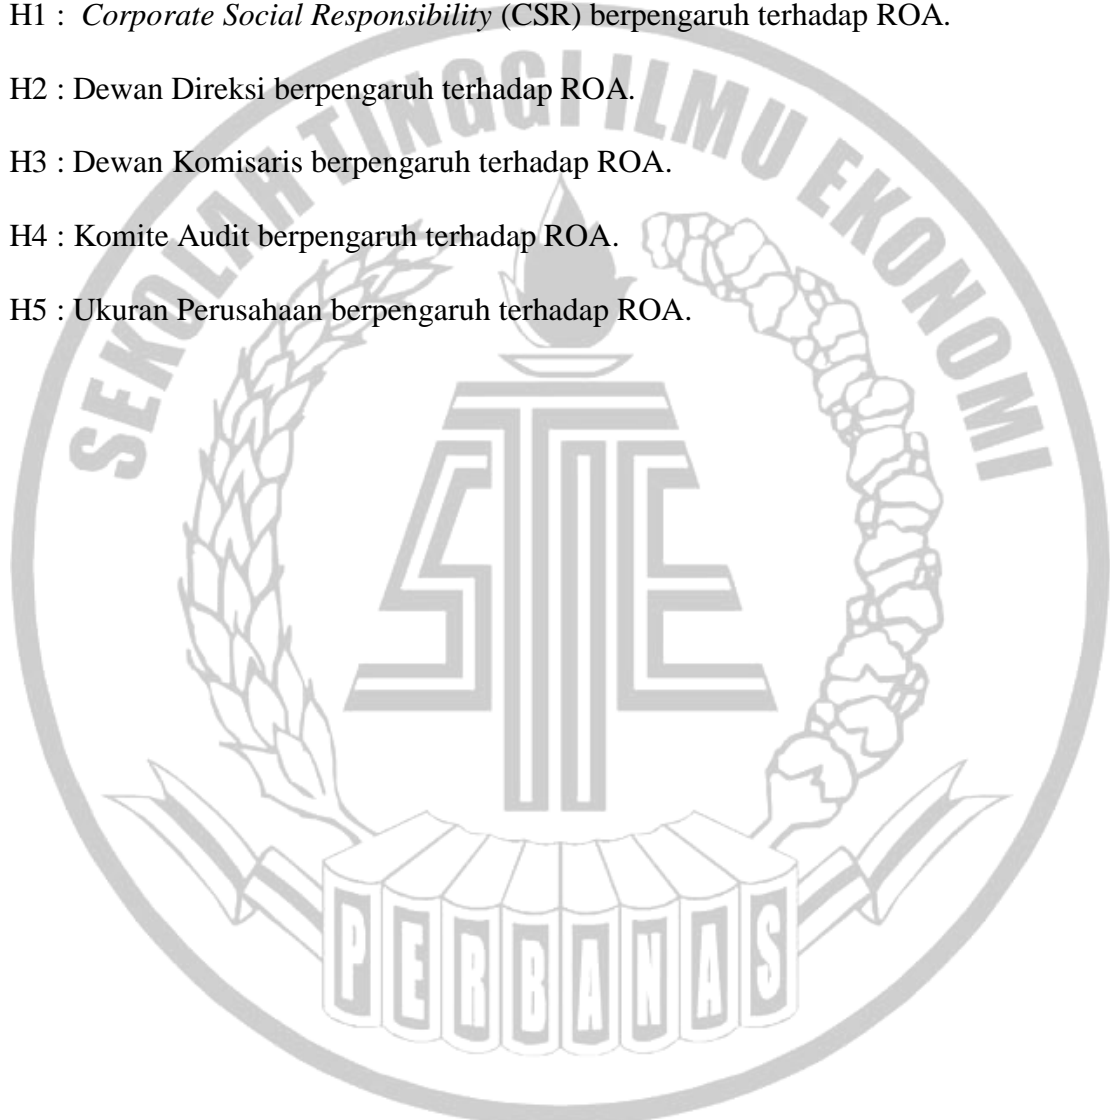 H1 : Corporate Social Responsibility (CSR) berpengaruh terhadap ROA.
H2 : Dewan Direksi berpengaruh terhadap ROA.
H3 : Dewan Komisaris berpengaruh terhadap ROA.
H4 : Komite Audit berpengaruh terhadap ROA.
H5 : Ukuran Perusahaan berpengaruh terhadap ROA.
SEKOLAH TINGGI ILMU EKONOMI
STIE
PERBANAS